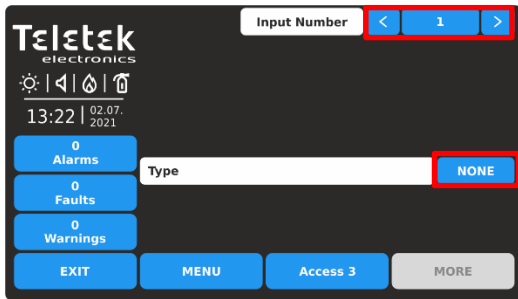 Teletek
electronics
Input Number < 1 >
13:22 | 02.07.
2021
0
Alarms
Type NONE
0
Faults
0
Warnings
EXIT MENU Access 3 MORE